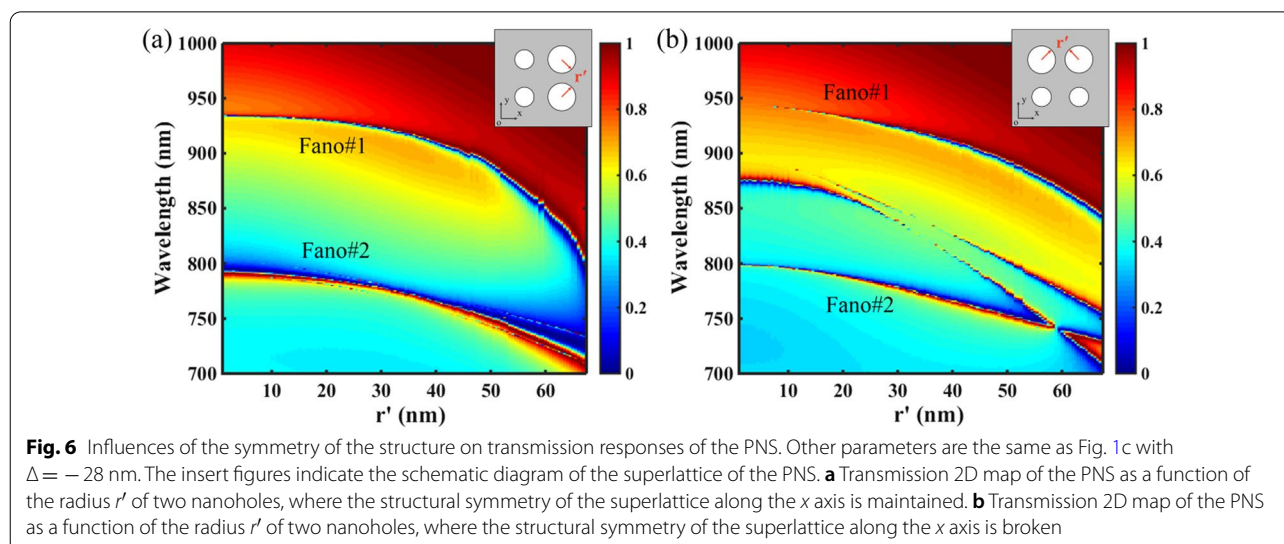 (a)
1000
950
900
850
800
750
700
Wavelength (nm)
Fano#1
Fano#2
10 20 30 40 50 60
r' (nm)
r'
y
o x
1
0.8
0.6
0.4
0.2
0
(b)
1000
950
900
850
800
750
700
Wavelength (nm)
Fano#1
Fano#2
10 20 30 40 50 60
r' (nm)
r'
y
o x
1
0.8
0.6
0.4
0.2
0
Fig. 6 Influences of the symmetry of the structure on transmission responses of the PNS. Other parameters are the same as Fig. 1c with
Δ = − 28 nm. The insert figures indicate the schematic diagram of the superlattice of the PNS. a Transmission 2D map of the PNS as a function of
the radius r′ of two nanoholes, where the structural symmetry of the superlattice along the x axis is maintained. b Transmission 2D map of the PNS
as a function of the radius r′ of two nanoholes, where the structural symmetry of the superlattice along the x axis is broken